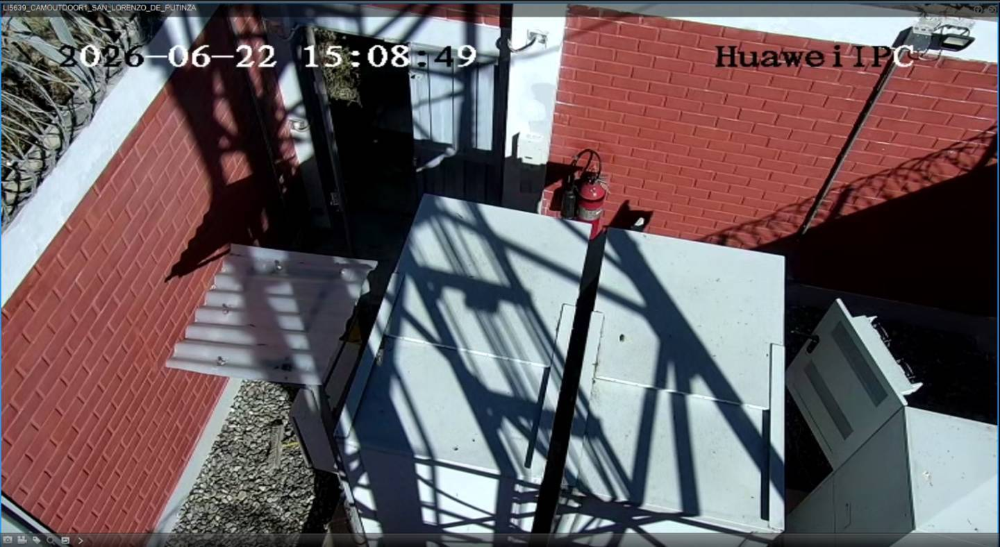 LI5639_CAMOUTDOOR1_SAN_LORENZO_DE_PUTINZA
2026-06-22 15:08:49
HuaweiIPC